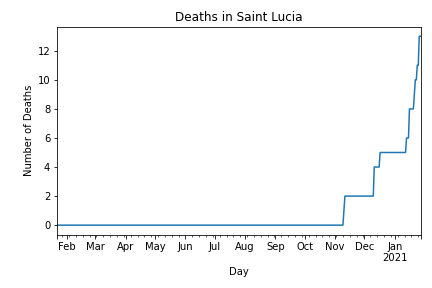 Deaths in Saint Lucia
Number of Deaths
12
10
8
6
4
2
0
Feb Mar Apr May Jun Jul Aug Sep Oct Nov Dec Jan
2021
Day